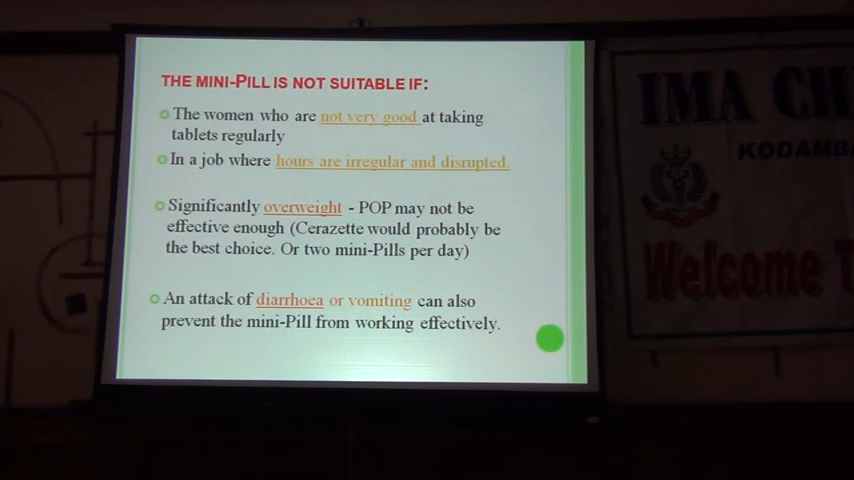 THE MINI-PILL IS NOT SUITABLE IF:
The women who are not very good at taking
tablets regularly
In a job where hours are irregular and disrupted.
Significantly overweight - POP may not be
effective enough (Cerazette would probably be
the best choice. Or two mini-Pills per day)
An attack of diarrhoea or vomiting can also
prevent the mini-Pill from working effectively.
IMA CH
KODAMBA
Welcome T